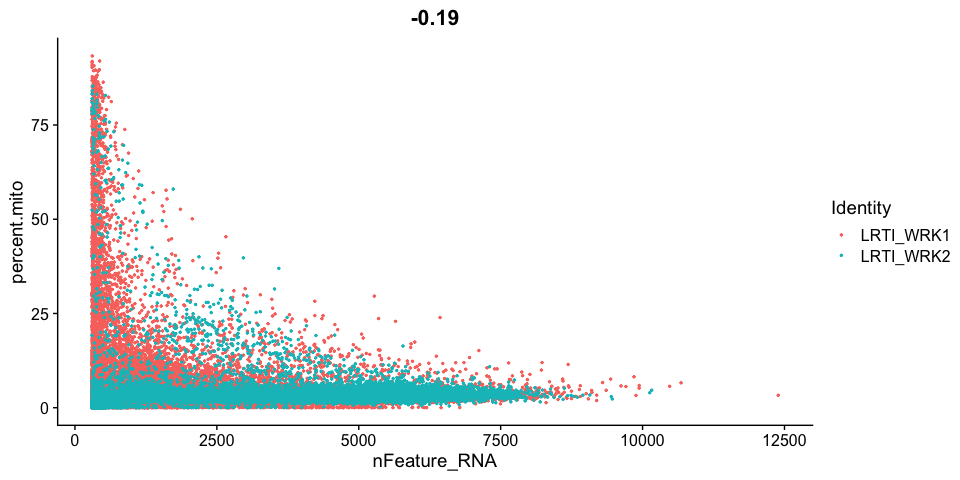 -0.19
percent.mito
75
50
25
0
0 2500 5000 7500 10000 12500
nFeature_RNA
Identity
LRTI_WRK1
LRTI_WRK2